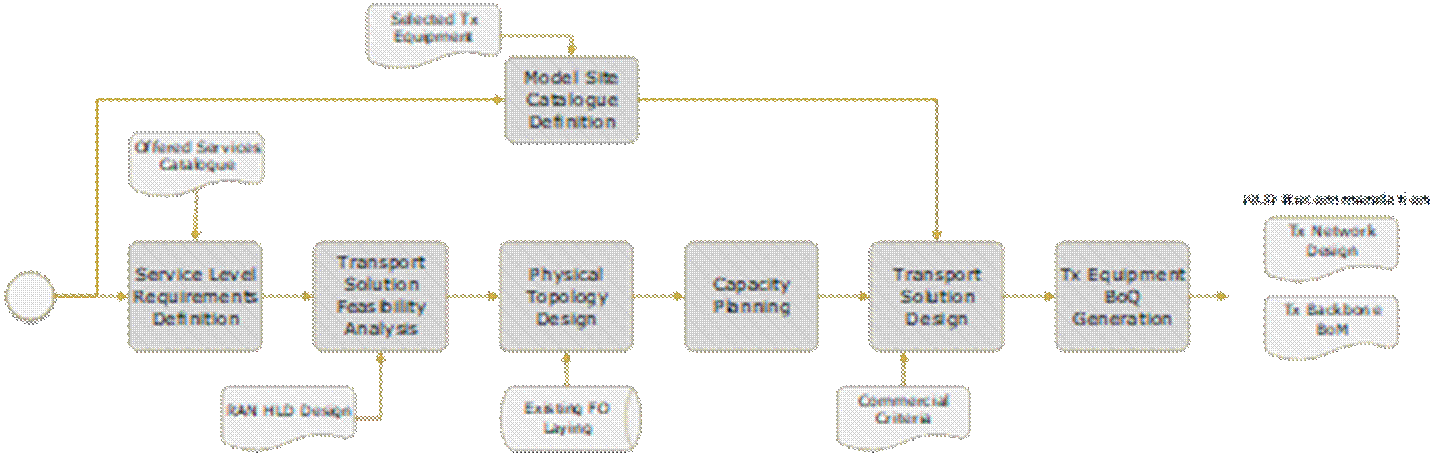 Selected Tx
Equipment
Model Site
Catalogue
Definition
Offered Services
Catalogue
Service Level
Requirements
Definition
Transport
Solution
Feasibility
Analysis
Physical
Topology
Design
Capacity
Planning
Transport
Solution
Design
Tx Equipment
BoQ
Generation
HLD Recommendation
Tx Network
Design
Tx Backbone
BoM
RAN HLD Design
Existing FO
Laying
Commercial
Criteria